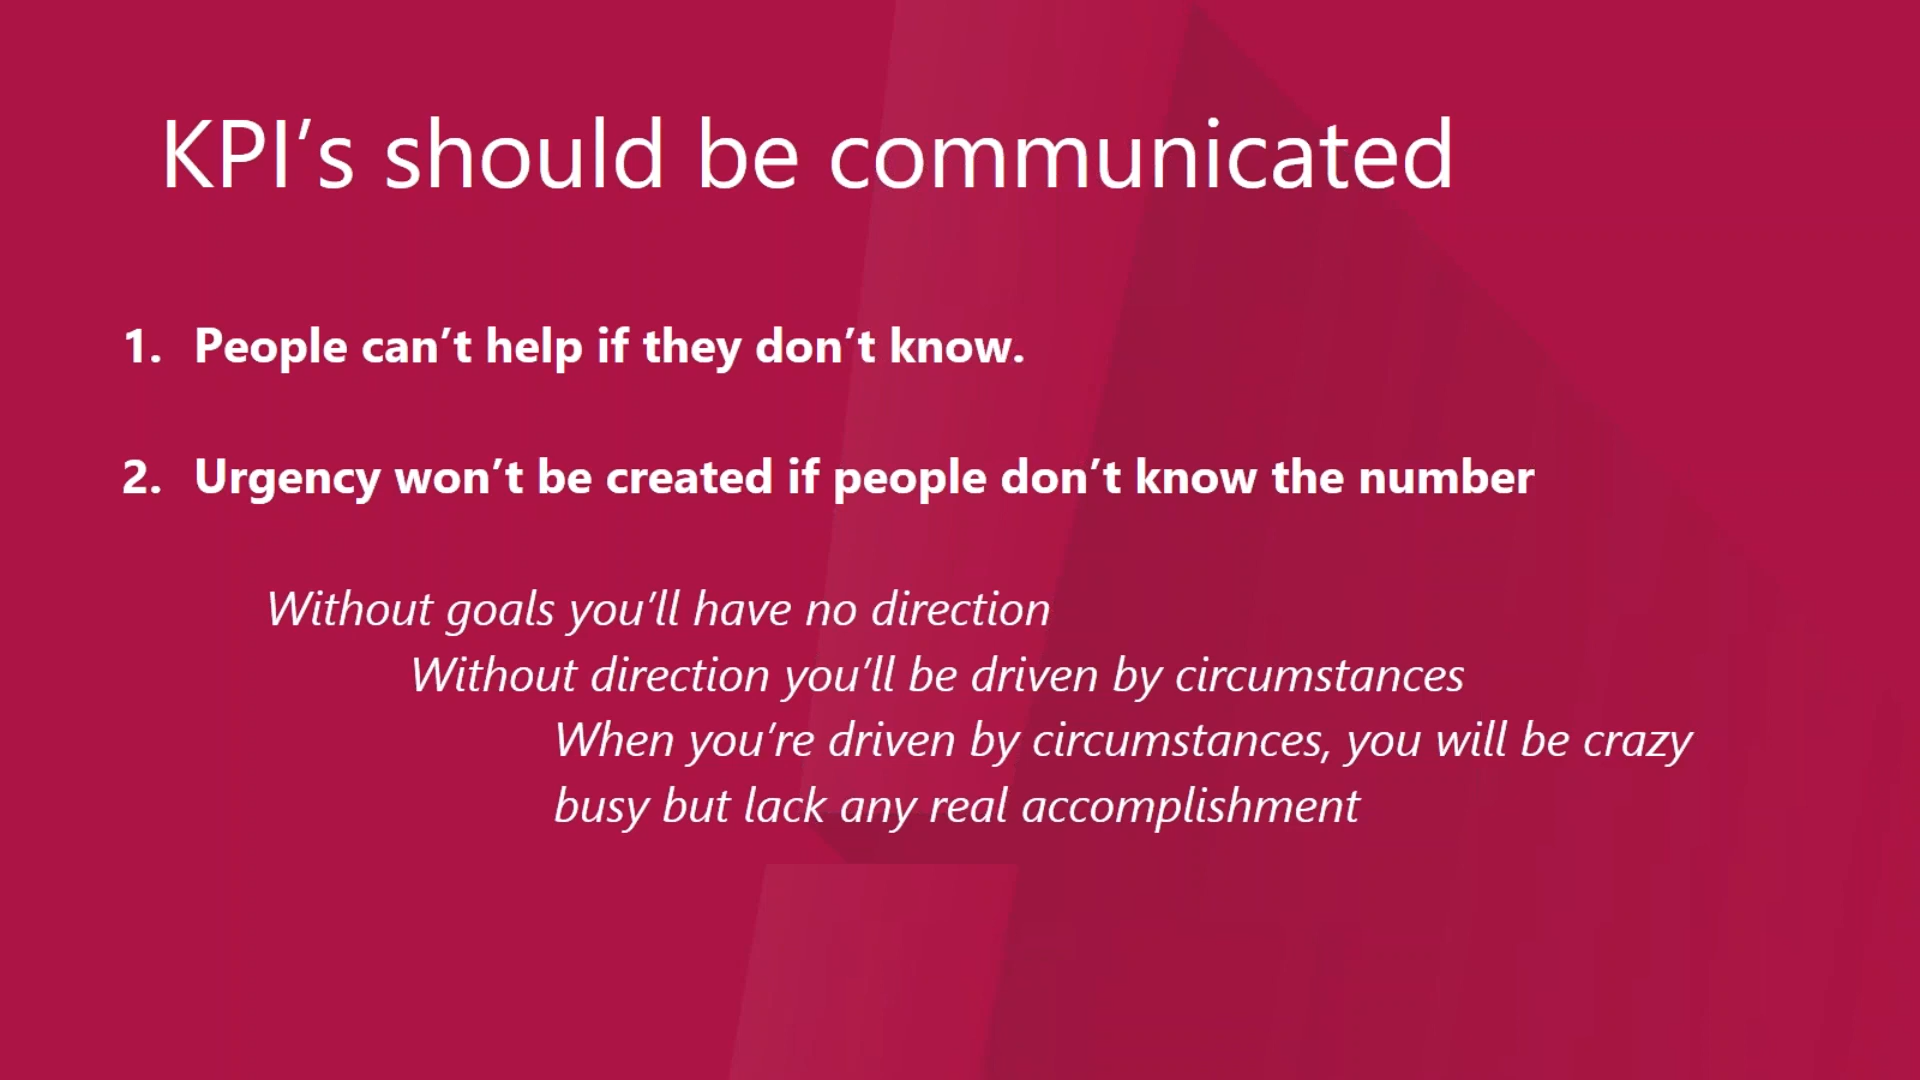 KPI’s should be communicated
1. People can’t help if they don’t know.
2. Urgency won’t be created if people don’t know the number
Without goals you’ll have no direction
Without direction you’ll be driven by circumstances
When you’re driven by circumstances, you will be crazy
busy but lack any real accomplishment